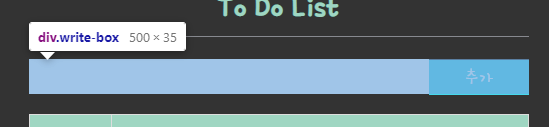 To Do List
div.write-box 500 × 35
추가